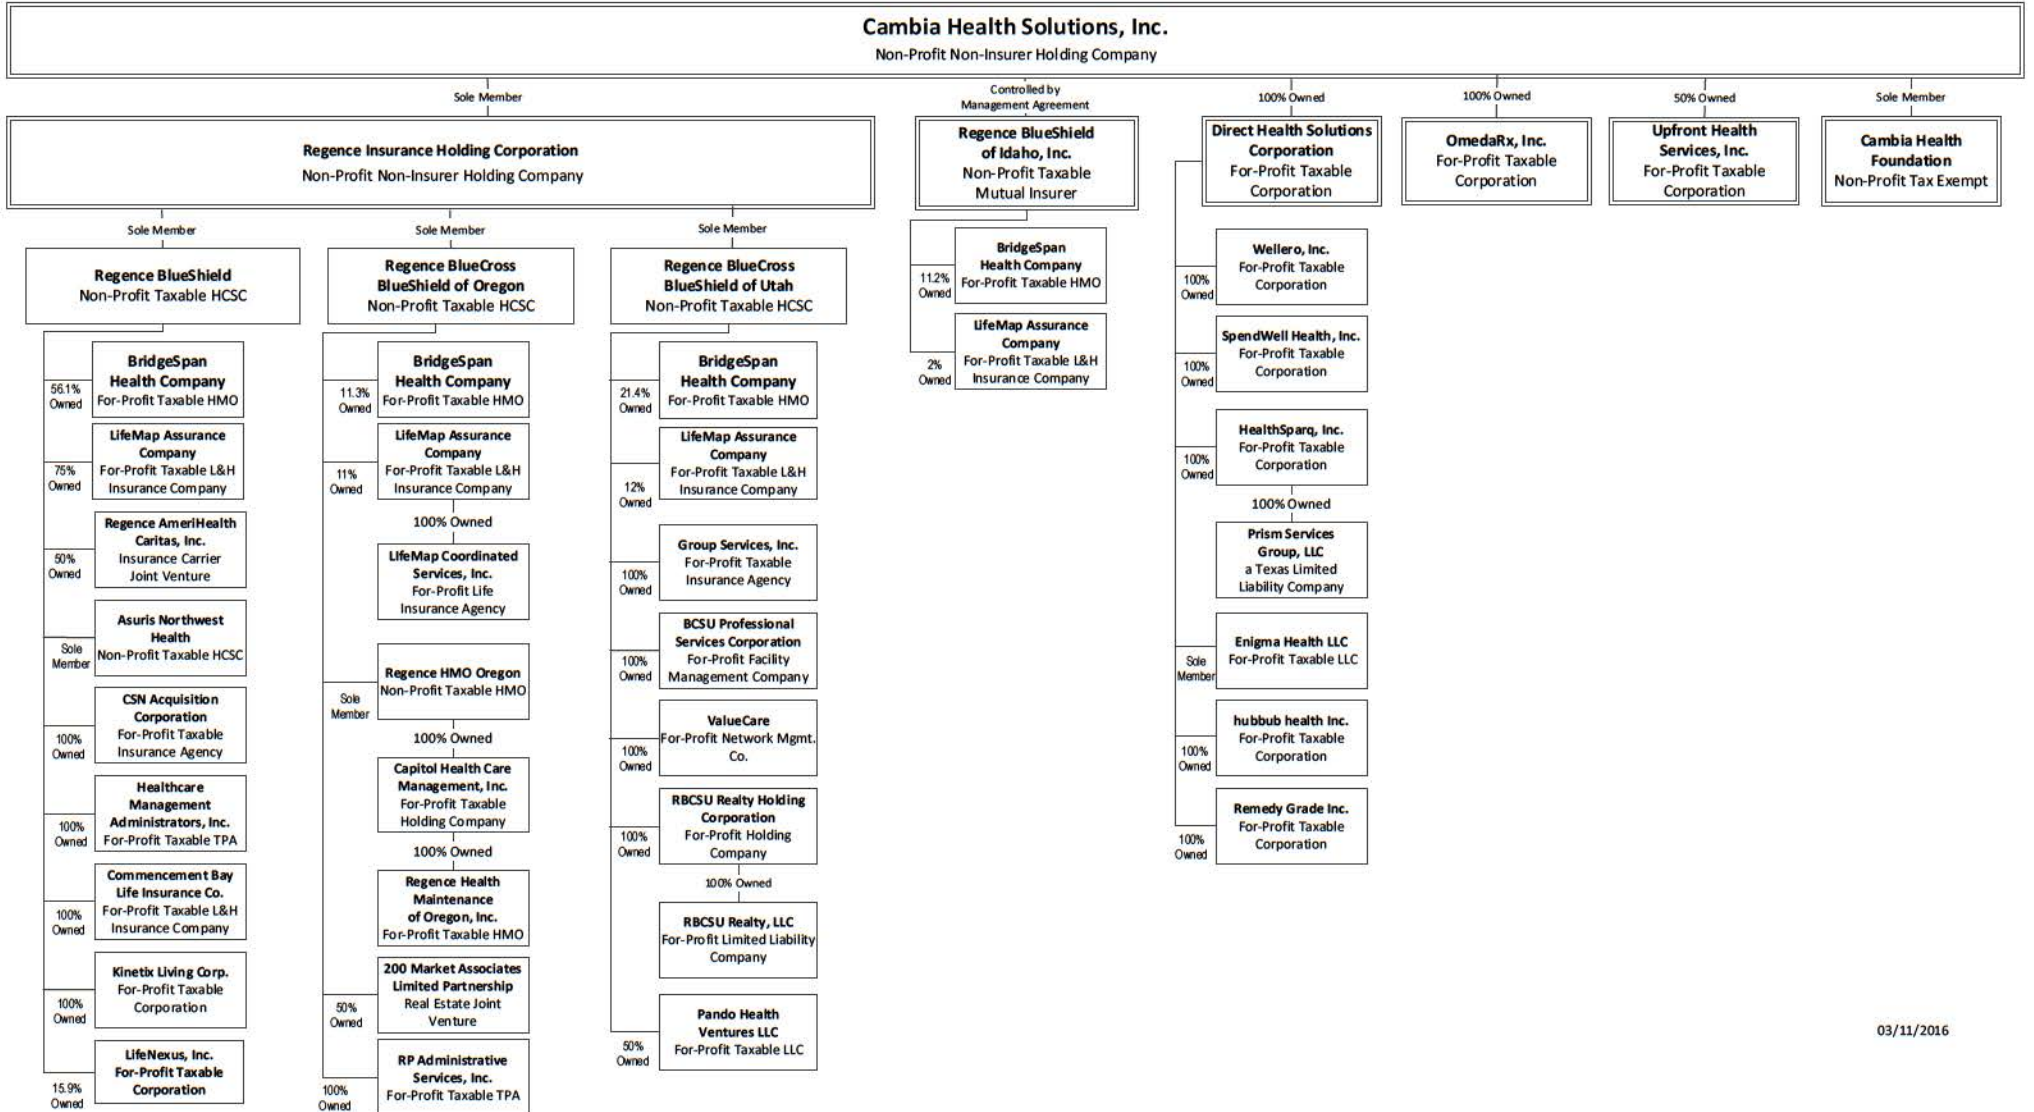 Cambia Health Solutions, Inc.
Non-Profit Non-Insurer Holding Company
Sole Member
Regence Insurance Holding Corporation
Non-Profit Non-Insurer Holding Company
Sole Member
Regence BlueShield
Non-Profit Taxable HCSC
56.1%
Owned
BridgeSpan
Health Company
For-Profit Taxable HMO
75%
Owned
LifeMap Assurance
Company
For-Profit Taxable L&H
Insurance Company
50%
Owned
Regence AmeriHealth
Caritas, Inc.
Insurance Carrier
Joint Venture
Sole
Member
Asuris Northwest
Health
Non-Profit Taxable HCSC
100%
Owned
CSN Acquisition
Corporation
For-Profit Taxable
Insurance Agency
100%
Owned
Healthcare
Management
Administrators, Inc.
For-Profit Taxable TPA
100%
Owned
Commencement Bay
Life Insurance Co.
For-Profit Taxable L&H
Insurance Company
100%
Owned
Kinetix Living Corp.
For-Profit Taxable
Corporation
15.9%
Owned
LifeNexus, Inc.
For-Profit Taxable
Corporation
Sole Member
Regence BlueCross
BlueShield of Oregon
Non-Profit Taxable HCSC
11.3%
Owned
BridgeSpan
Health Company
For-Profit Taxable HMO
11%
Owned
LifeMap Assurance
Company
For-Profit Taxable L&H
Insurance Company
100% Owned
LifeMap Coordinated
Services, Inc.
For-Profit Life
Insurance Agency
Sole
Member
Regence HMO Oregon
Non-Profit Taxable HMO
100% Owned
Capitol Health Care
Management, Inc.
For-Profit Taxable
Holding Company
100% Owned
Regence Health
Maintenance
of Oregon, Inc.
For-Profit Taxable HMO
50%
Owned
200 Market Associates
Limited Partnership
Real Estate Joint
Venture
100%
Owned
RP Administrative
Services, Inc.
For-Profit Taxable TPA
Sole Member
Regence BlueCross
BlueShield of Utah
Non-Profit Taxable HCSC
21.4%
Owned
BridgeSpan
Health Company
For-Profit Taxable HMO
12%
Owned
LifeMap Assurance
Company
For-Profit Taxable L&H
Insurance Company
100%
Owned
Group Services, Inc.
For-Profit Taxable
Insurance Agency
100%
Owned
BCSU Professional
Services Corporation
For-Profit Facility
Management Company
100%
Owned
ValueCare
For-Profit Network Mgmt.
Co.
100%
Owned
RBCSU Realty Holding
Corporation
For-Profit Holding
Company
100% Owned
RBCSU Realty, LLC
For-Profit Limited Liability
Company
50%
Owned
Pando Health
Ventures LLC
For-Profit Taxable LLC
Controlled by
Management Agreement
Regence BlueShield
of Idaho, Inc.
Non-Profit Taxable
Mutual Insurer
11.2%
Owned
BridgeSpan
Health Company
For-Profit Taxable HMO
2%
Owned
LifeMap Assurance
Company
For-Profit Taxable L&H
Insurance Company
100% Owned
Direct Health Solutions
Corporation
For-Profit Taxable
Corporation
100%
Owned
Wellero, Inc.
For-Profit Taxable
Corporation
100%
Owned
SpendWell Health, Inc.
For-Profit Taxable
Corporation
100%
Owned
HealthSparq, Inc.
For-Profit Taxable
Corporation
100% Owned
Prism Services
Group, LLC
a Texas Limited
Liability Company
Sole
Member
Enigma Health LLC
For-Profit Taxable LLC
100%
Owned
hubbub health Inc.
For-Profit Taxable
Corporation
100%
Owned
Remedy Grade Inc.
For-Profit Taxable
Corporation
100% Owned
OmedaRx, Inc.
For-Profit Taxable
Corporation
50% Owned
Upfront Health
Services, Inc.
For-Profit Taxable
Corporation
Sole Member
Cambia Health
Foundation
Non-Profit Tax Exempt
03/11/2016